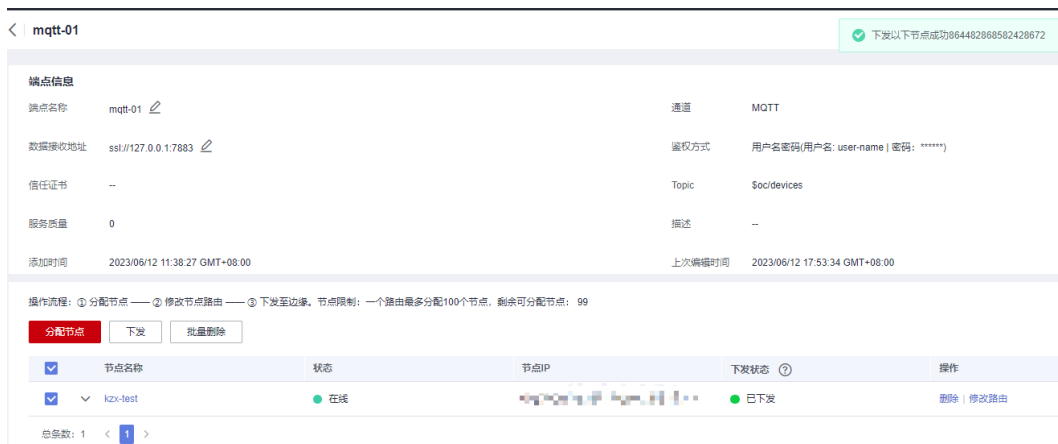 mqtt-01
下发以下节点成功864482868582428672
端点信息
端点名称 mqtt-01 通道 MQTT
数据接收地址 ssl://127.0.0.1:7883 鉴权方式 用户名密码(用户名: user-name | 密码: ******)
信任证书 -- Topic $oc/devices
服务质量 0 描述 --
添加时间 2023/06/12 11:38:27 GMT+08:00 上次编辑时间 2023/06/12 17:53:34 GMT+08:00
操作流程: ① 分配节点 —— ② 修改节点路由 —— ③ 下发至边缘。节点限制: 一个路由最多分配100个节点, 剩余可分配节点: 99
分配节点 下发 批量删除
节点名称 状态 节点IP 下发状态 ? 操作
kzx-test 在线 已下发 删除 | 修改路由
总条数: 1 < 1 >